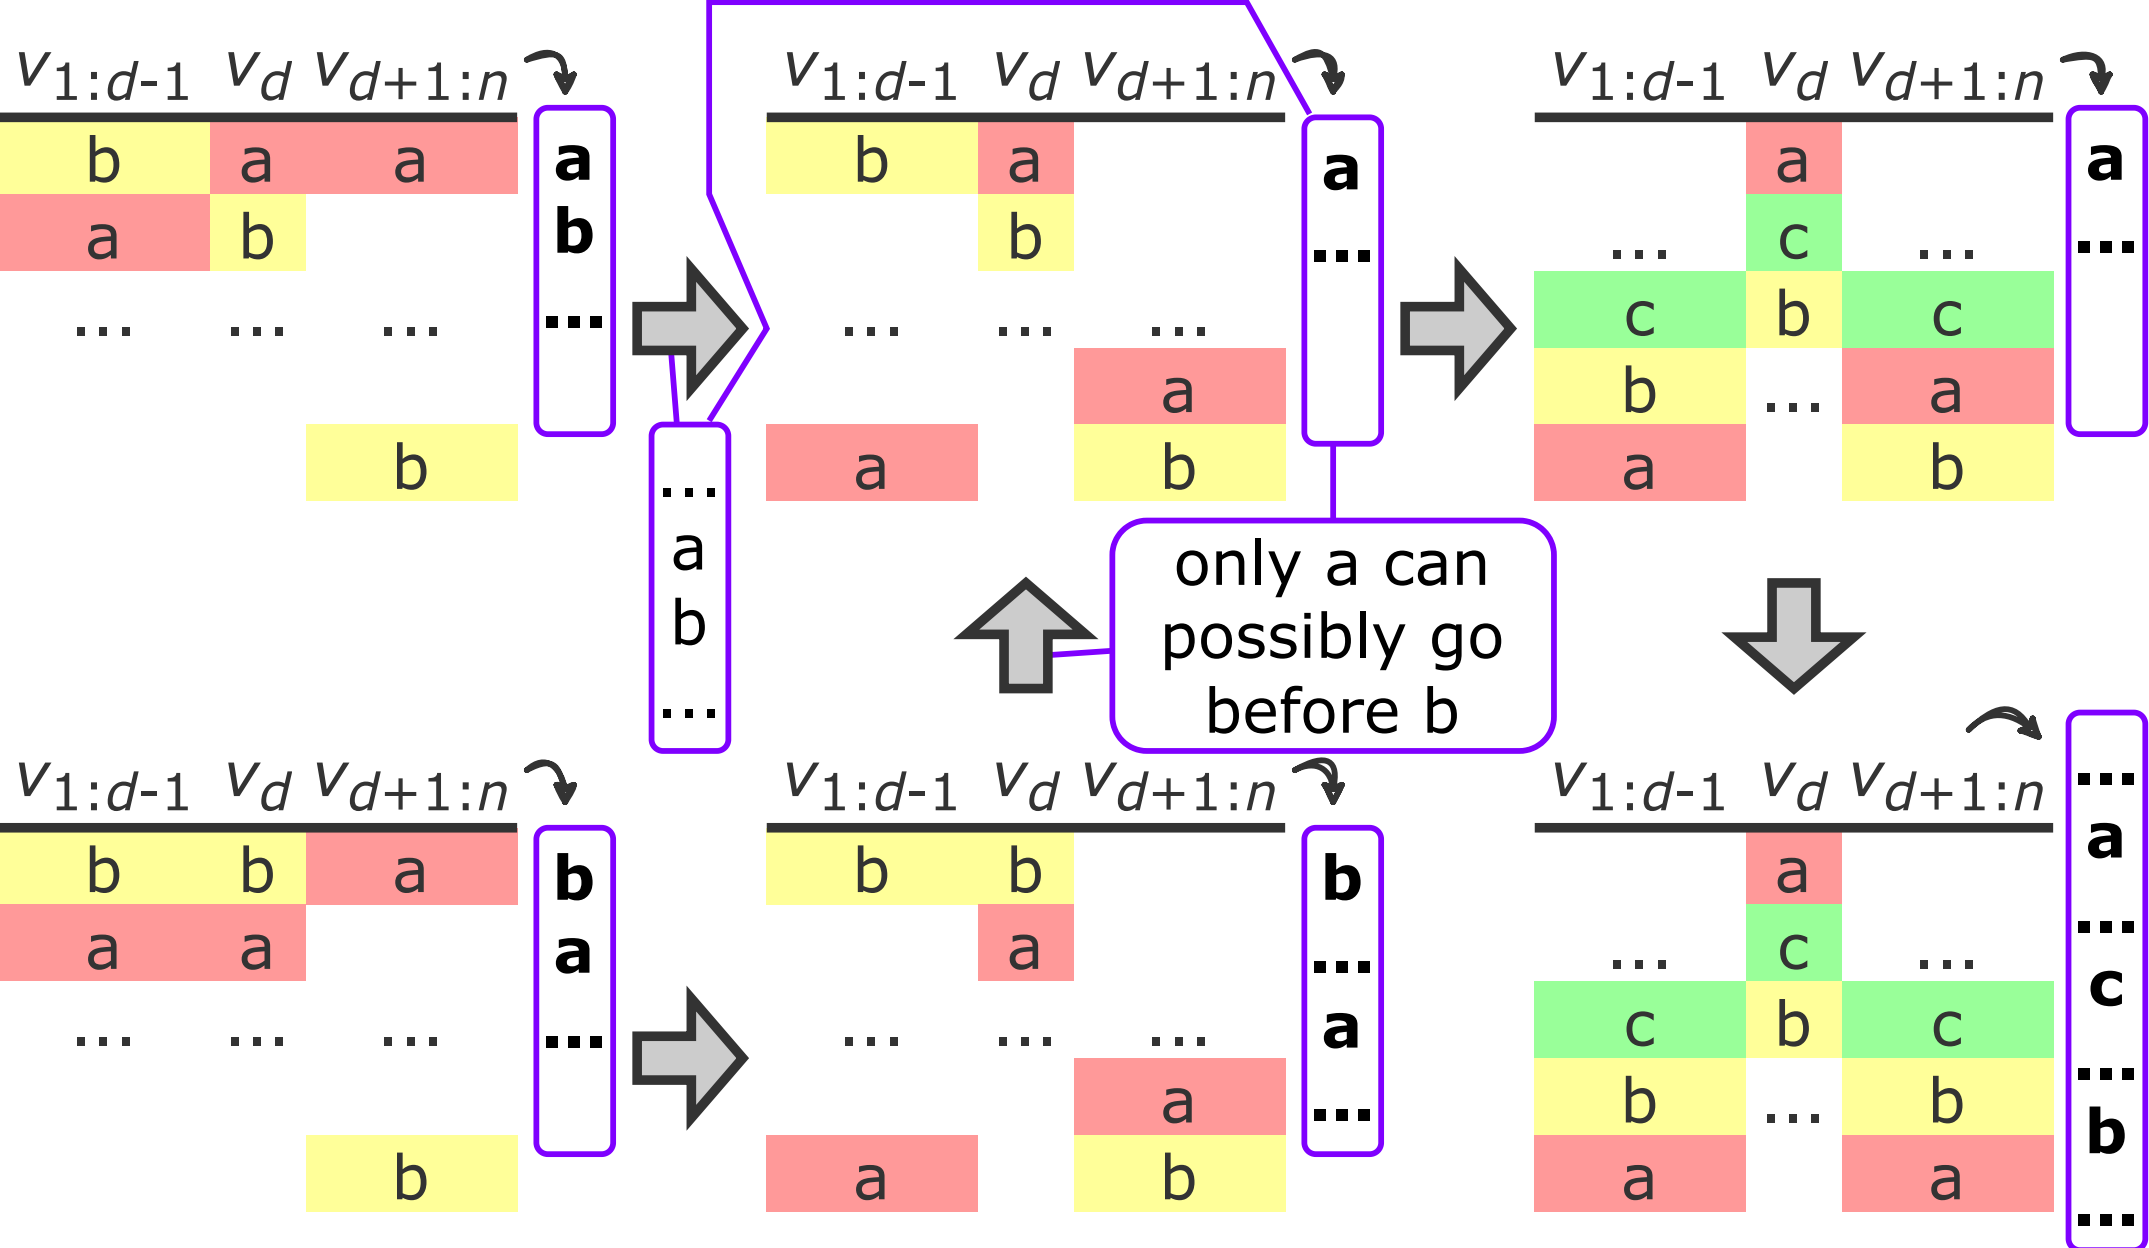 v1:d-1 vd vd+1:n
b a a
a b
... ... ...
b
a
b
...
...
a
b
...
v1:d-1 vd vd+1:n
b a
b
... ... ...
a
a b
a
...
only a can
possibly go
before b
v1:d-1 vd vd+1:n
a
... c ...
c b c
b ... a
a b
a
...
v1:d-1 vd vd+1:n
b b a
a a
... ... ...
b
b
a
...
v1:d-1 vd vd+1:n
b b
a
... ... ...
a
a b
b
...
a
...
v1:d-1 vd vd+1:n
a
... c ...
c b c
b ... b
a a
...
a
...
c
...
b
...